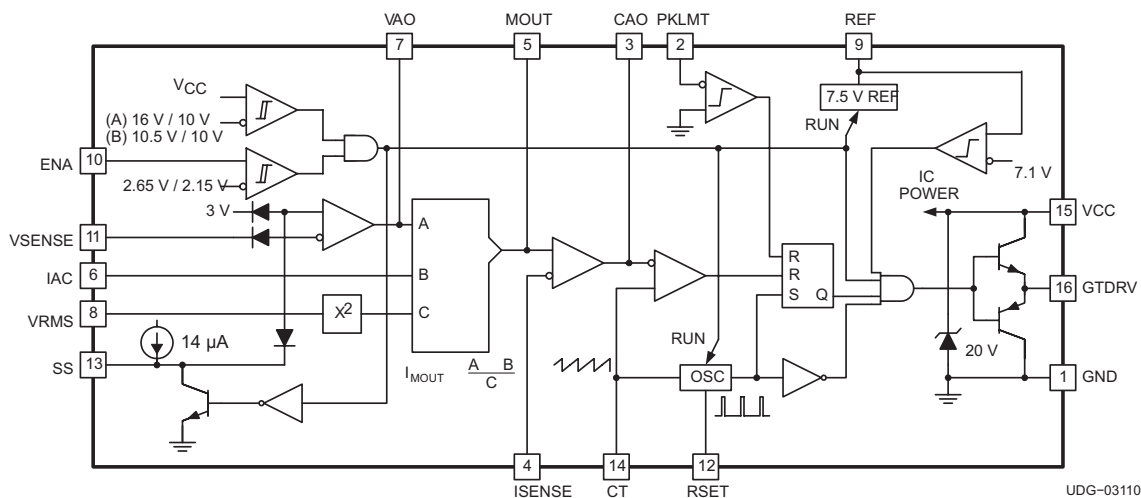 VAO
MOUT
CAO
PKLMT
REF
7
5
3
2
9
VCC
(A) 16 V / 10 V
(B) 10.5 V / 10 V
7.5 V REF
RUN
ENA
10
2.65 V / 2.15 V
7.1 V
IC
POWER
3 V
15
VCC
VSENSE
11
A
IAC
6
B
R
R
S
Q
16
GTDRV
VRMS
8
X2
C
14 µA
RUN
20 V
SS
13
IMOUT
A B
C
OSC
1
GND
4
14
12
ISENSE
CT
RSET
UDG−03110